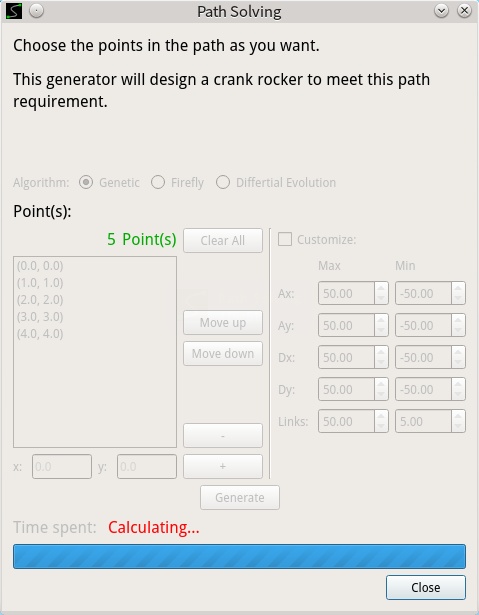 Path Solving
Choose the points in the path as you want.
This generator will design a crank rocker to meet this path
requirement.
Algorithm: Genetic Firefly Differtial Evolution
Point(s):
5 Point(s) Clear All
(0.0, 0.0)
(1.0, 1.0)
(2.0, 2.0)
(3.0, 3.0)
(4.0, 4.0)
Move up
Move down
-
x: 0.0 y: 0.0 +
Customize:
Max Min
Ax: 50.00 -50.00
Ay: 50.00 -50.00
Dx: 50.00 -50.00
Dy: 50.00 -50.00
Links: 50.00 5.00
Generate
Time spent: Calculating...
Close